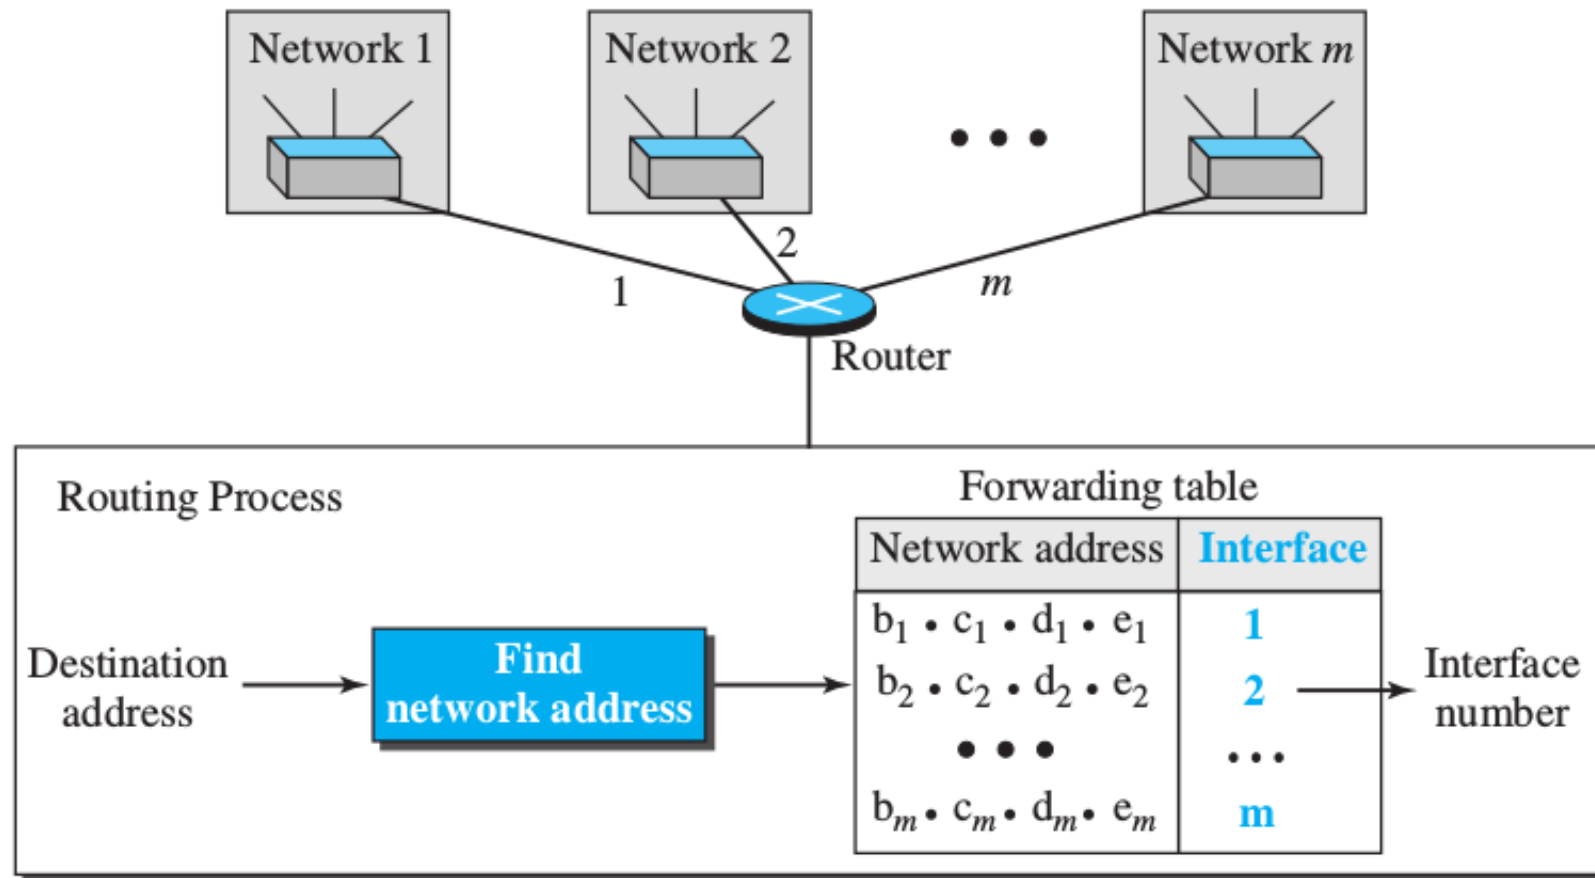 Network 1
Network 2
Network m
1
2
m
Router
Routing Process
Forwarding table
Network address
Interface
b₁ • c₁ • d₁ • e₁
1
b₂ • c₂ • d₂ • e₂
2
• • •
• • •
bₘ • cₘ • dₘ • eₘ
m
Destination
address
Find
network address
Interface
number